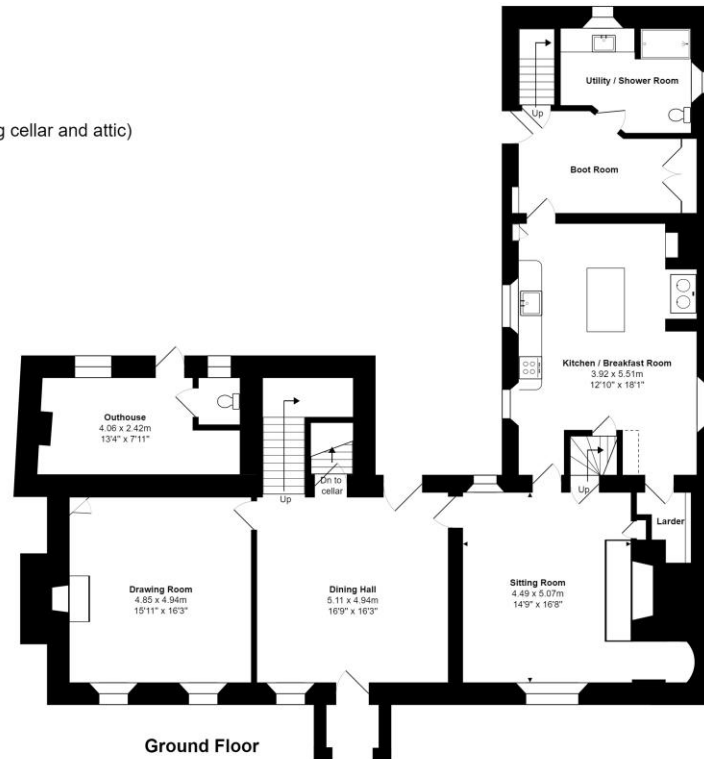 g cellar and attic)
Utility / Shower Room
Up
Boot Room
Kitchen / Breakfast Room
3.92 x 5.51m
12'10" x 18'1"
Outhouse
4.06 x 2.42m
13'4" x 7'11"
Up
Dn to
cellar
Up
Larder
Drawing Room
4.85 x 4.94m
15'11" x 16'3"
Dining Hall
5.11 x 4.94m
16'9" x 16'3"
Sitting Room
4.49 x 5.07m
14'9" x 16'8"
Ground Floor